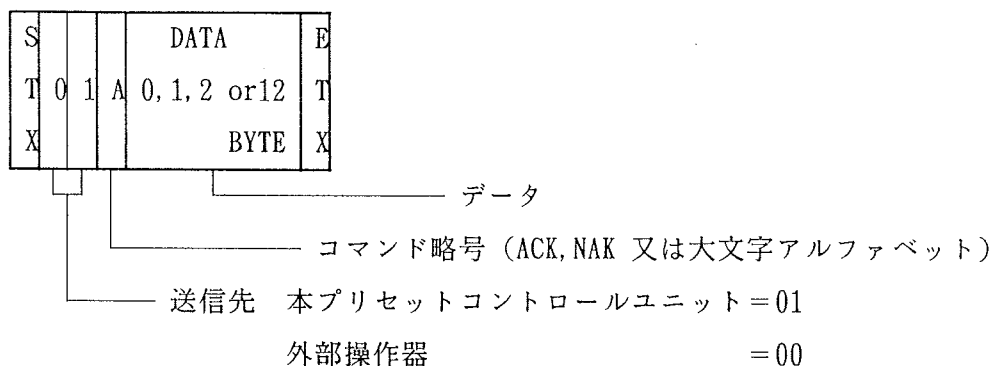 S DATA E
T 0 1 A 0,1,2 or12 T
X BYTE X
データ
コマンド略号（ACK,NAK 又は大文字アルファベット）
送信先 本プリセットコントロールユニット＝01
外部操作器 ＝00